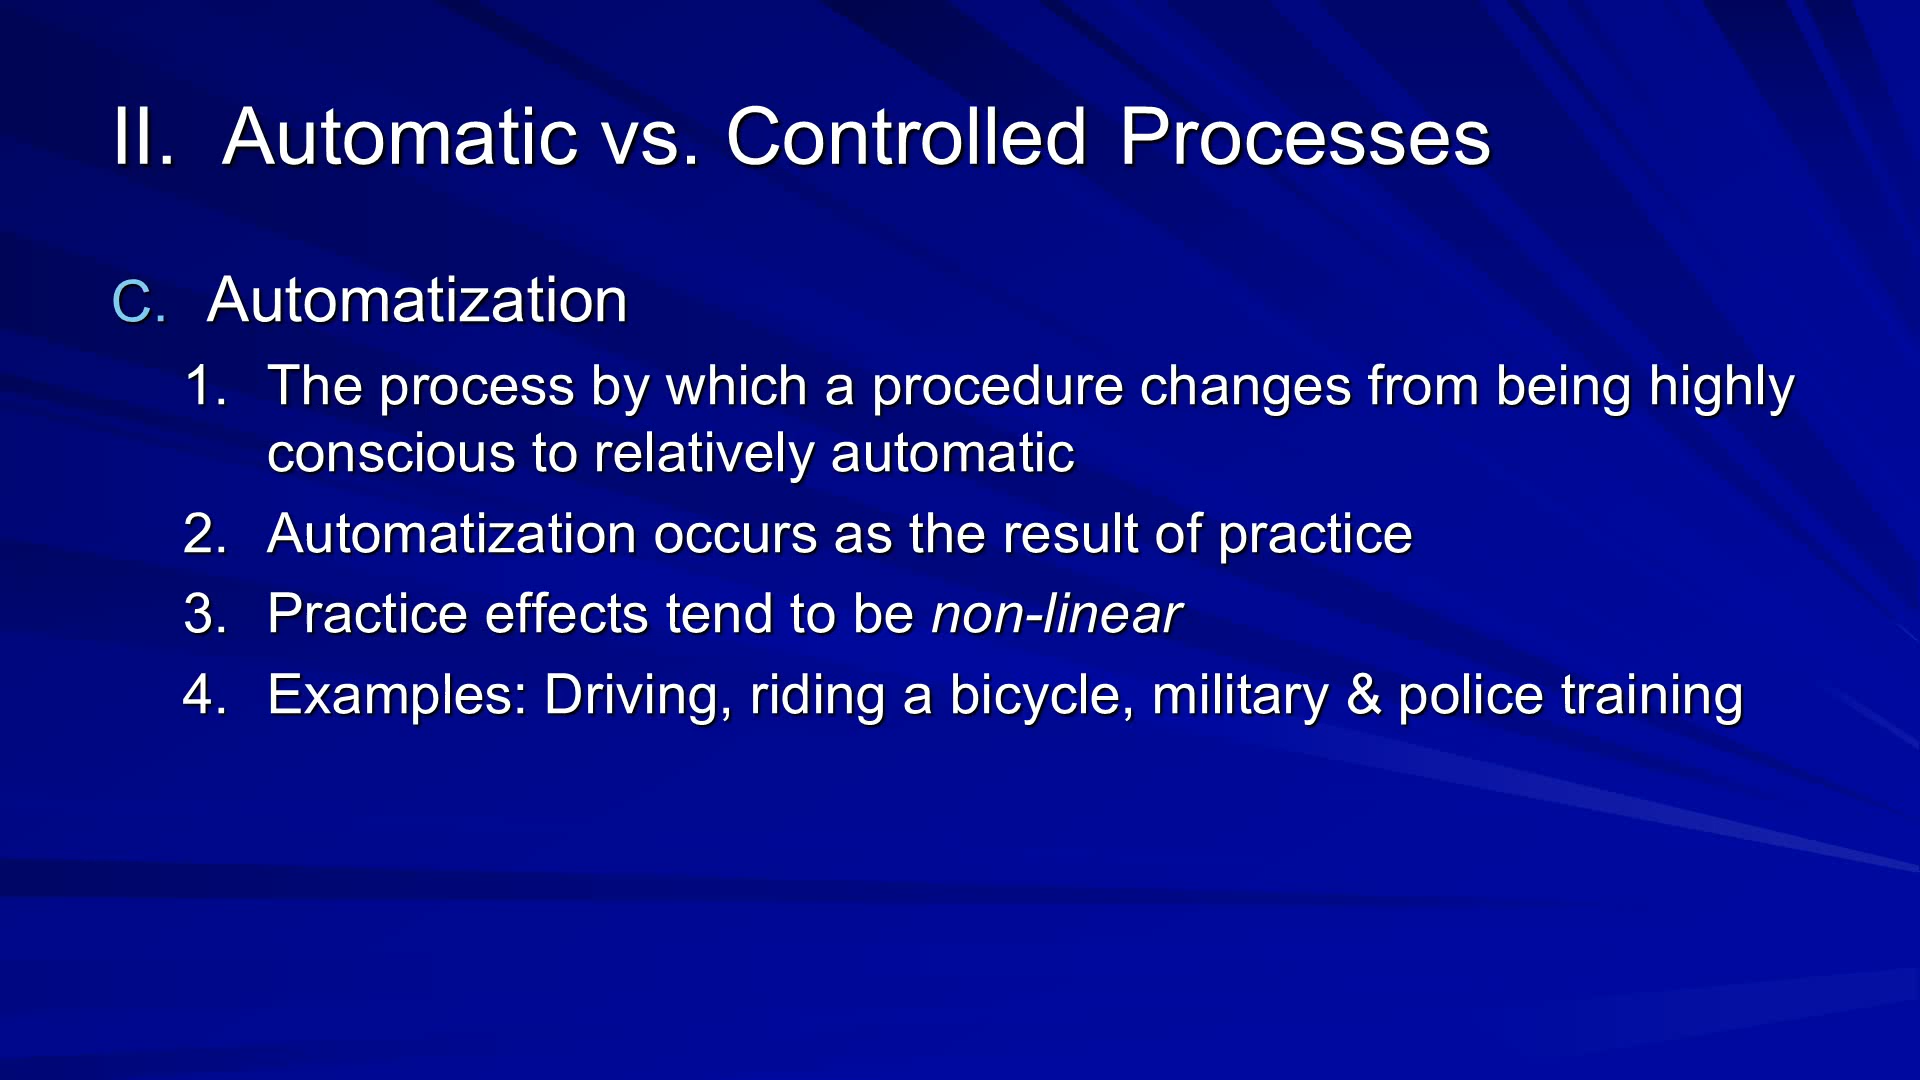 II. Automatic vs. Controlled Processes
C. Automatization
1. The process by which a procedure changes from being highly
conscious to relatively automatic
2. Automatization occurs as the result of practice
3. Practice effects tend to be non-linear
4. Examples: Driving, riding a bicycle, military & police training